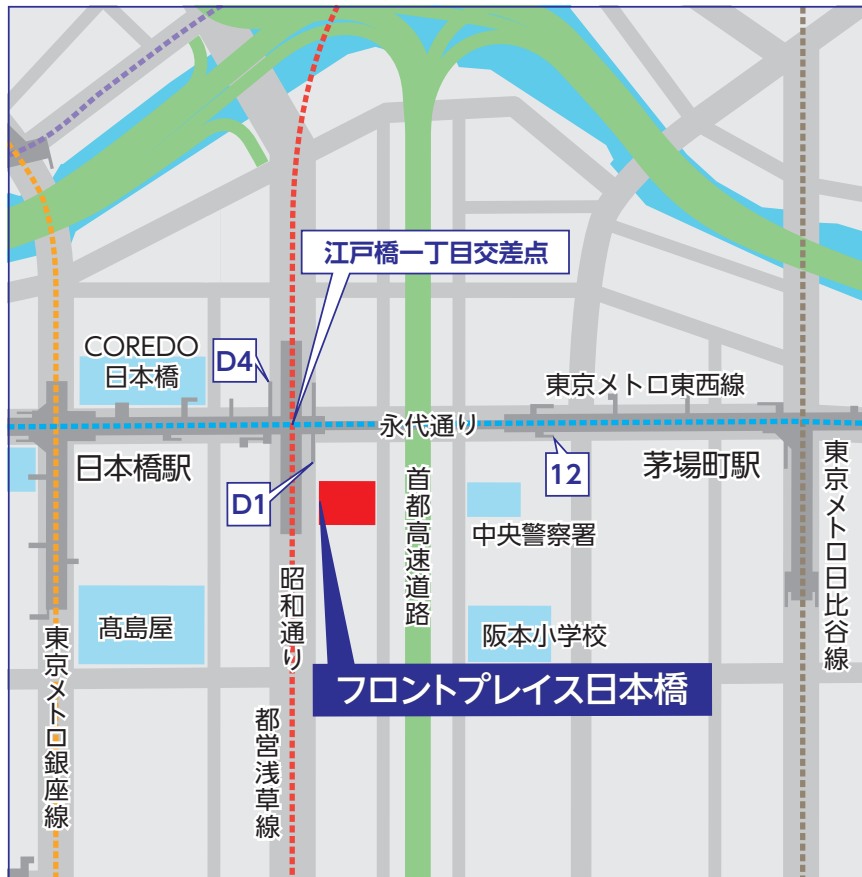 江戸橋一丁目交差点
COREDO
日本橋
D4
東京メトロ東西線
永代通り
日本橋駅
茅場町駅
12
D1
首都高速道路
中央警察署
東京メトロ日比谷線
昭和通り
髙島屋
阪本小学校
東京メトロ銀座線
フロントプレイス日本橋
都営浅草線